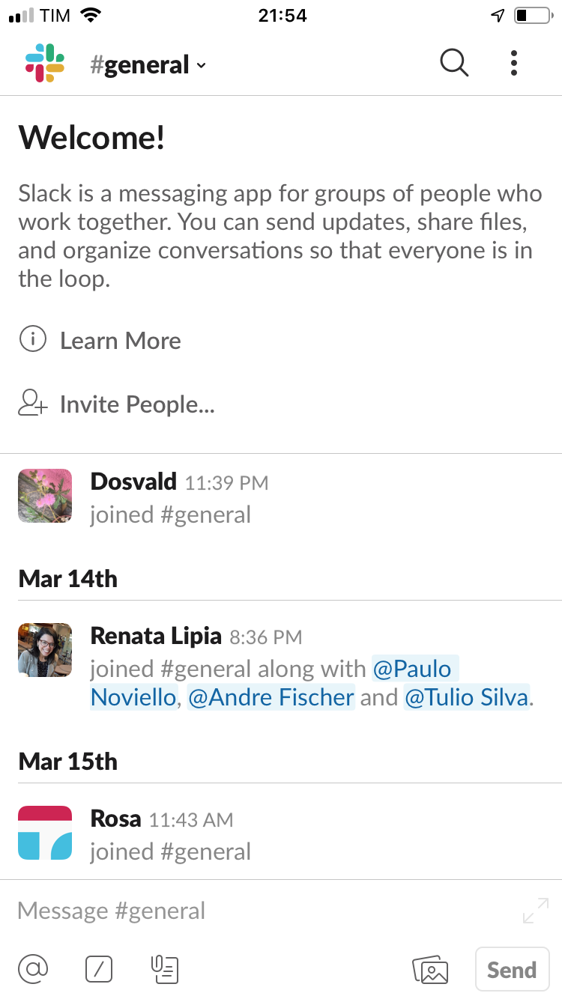 TIM 21:54
#general
Welcome!
Slack is a messaging app for groups of people who
work together. You can send updates, share files,
and organize conversations so that everyone is in
the loop.
Learn More
Invite People...
Dosvald 11:39 PM
joined #general
Mar 14th
Renata Lipia 8:36 PM
joined #general along with @Paulo
Noviello, @Andre Fischer and @Tulio Silva.
Mar 15th
Rosa 11:43 AM
joined #general
Message #general
Send